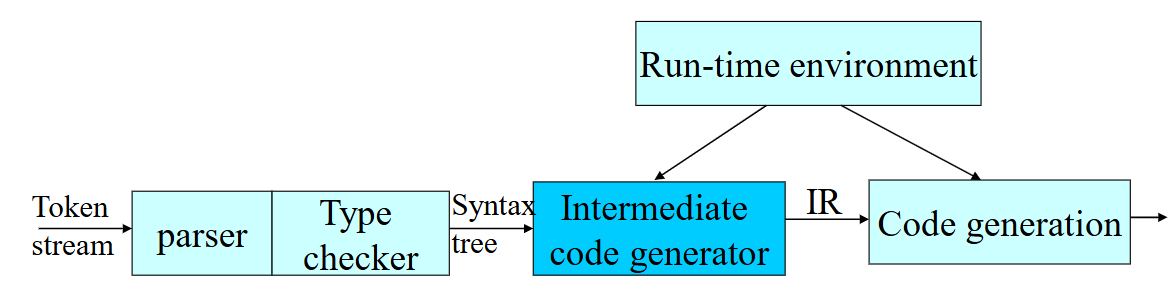 Run-time environment
Token
stream
parser
Type
checker
Syntax
tree
Intermediate
code generator
IR
Code generation